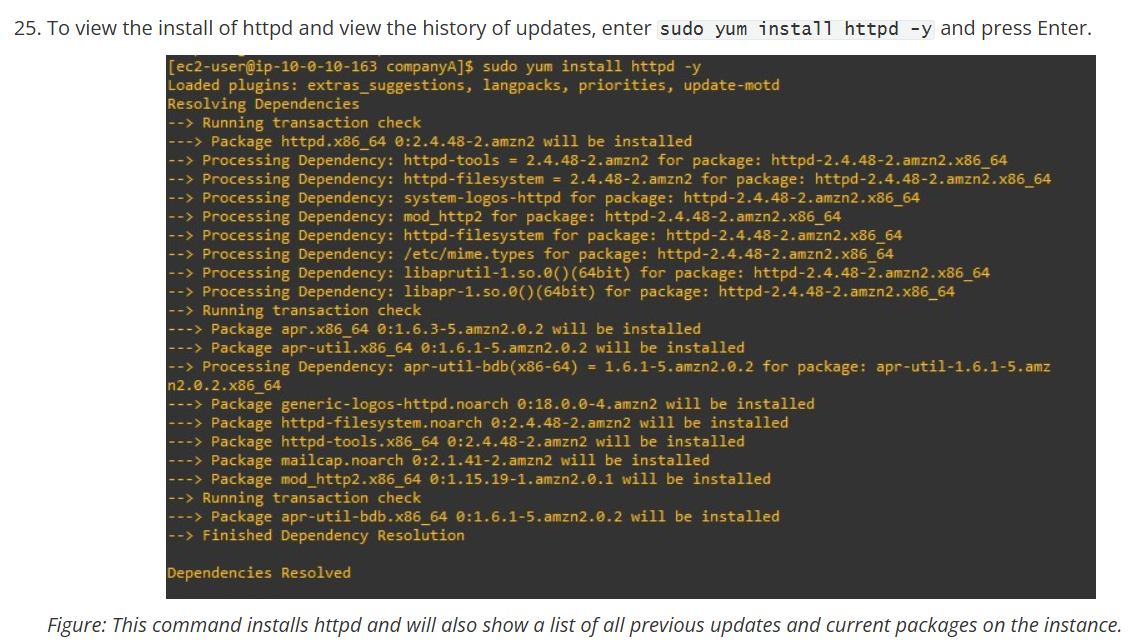 25. To view the install of httpd and view the history of updates, enter sudo yum install httpd -y and press Enter.
[ec2-user@ip-10-0-10-163 companyA]$ sudo yum install httpd -y
Loaded plugins: extras_suggestions, langpacks, priorities, update-motd
Resolving Dependencies
--> Running transaction check
---> Package httpd.x86_64 0:2.4.48-2.amzn2 will be installed
--> Processing Dependency: httpd-tools = 2.4.48-2.amzn2 for package: httpd-2.4.48-2.amzn2.x86_64
--> Processing Dependency: httpd-filesystem = 2.4.48-2.amzn2 for package: httpd-2.4.48-2.amzn2.x86_64
--> Processing Dependency: system-logos-httpd for package: httpd-2.4.48-2.amzn2.x86_64
--> Processing Dependency: mod_http2 for package: httpd-2.4.48-2.amzn2.x86_64
--> Processing Dependency: httpd-filesystem for package: httpd-2.4.48-2.amzn2.x86_64
--> Processing Dependency: /etc/mime.types for package: httpd-2.4.48-2.amzn2.x86_64
--> Processing Dependency: libaprutil-1.so.0()(64bit) for package: httpd-2.4.48-2.amzn2.x86_64
--> Processing Dependency: libapr-1.so.0()(64bit) for package: httpd-2.4.48-2.amzn2.x86_64
--> Running transaction check
---> Package apr.x86_64 0:1.6.3-5.amzn2.0.2 will be installed
---> Package apr-util.x86_64 0:1.6.1-5.amzn2.0.2 will be installed
--> Processing Dependency: apr-util-bdb(x86-64) = 1.6.1-5.amzn2.0.2 for package: apr-util-1.6.1-5.amz
n2.0.2.x86_64
---> Package generic-logos-httpd.noarch 0:18.0.0-4.amzn2 will be installed
---> Package httpd-filesystem.noarch 0:2.4.48-2.amzn2 will be installed
---> Package httpd-tools.x86_64 0:2.4.48-2.amzn2 will be installed
---> Package mailcap.noarch 0:2.1.41-2.amzn2 will be installed
---> Package mod_http2.x86_64 0:1.15.19-1.amzn2.0.1 will be installed
--> Running transaction check
---> Package apr-util-bdb.x86_64 0:1.6.1-5.amzn2.0.2 will be installed
--> Finished Dependency Resolution
Dependencies Resolved
Figure: This command installs httpd and will also show a list of all previous updates and current packages on the instance.